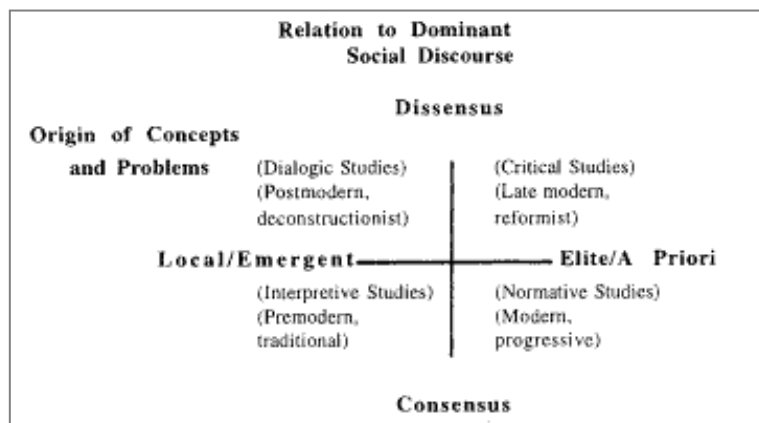 Relation to Dominant
Social Discourse
Dissensus
Origin of Concepts
and Problems
(Dialogic Studies)
(Postmodern,
deconstructionist)
(Critical Studies)
(Late modern,
reformist)
Local/Emergent
Elite/A Priori
(Interpretive Studies)
(Premodern,
traditional)
(Normative Studies)
(Modern,
progressive)
Consensus